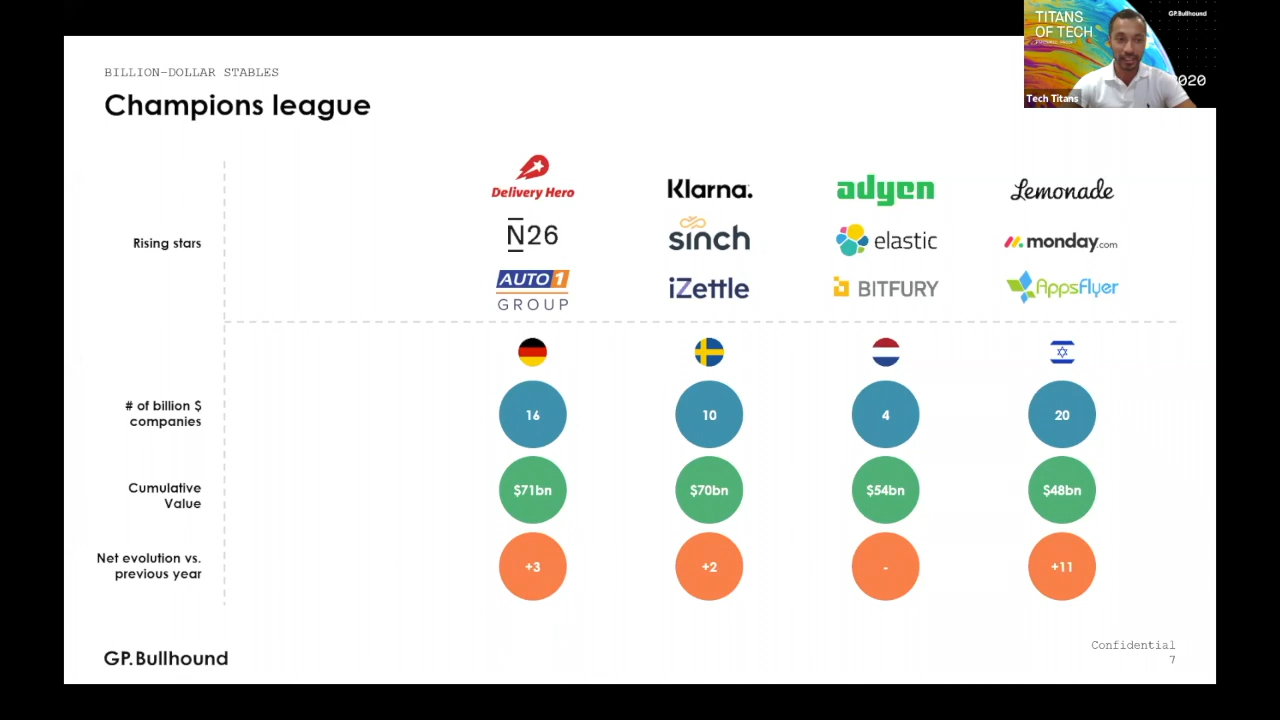 TITANS
OF TECH
GP.Bullhound
2020
Tech Titans
BILLION-DOLLAR STABLES
Champions league
Rising stars
Delivery Hero
Klarna.
adyen
Lemonade
N26
sinch
elastic
monday.com
AUTO1
GROUP
iZettle
BITFURY
AppsFlyer
# of billion $
companies
16
10
4
20
Cumulative
Value
$71bn
$70bn
$54bn
$48bn
Net evolution vs.
previous year
+3
+2
-
+11
GP.Bullhound
Confidential
7